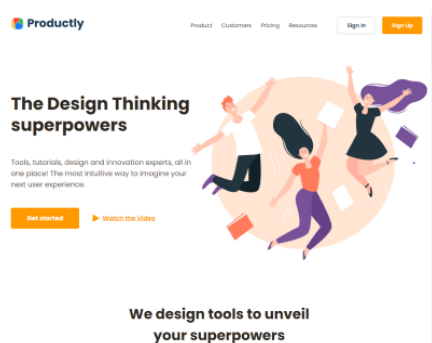 Productly
Product Customers Pricing Resources Sign In Sign Up
The Design Thinking
superpowers
Tools, tutorials, design and innovation experts, all in
one place! The most intuitive way to imagine your
next user experience.
Get started Watch the Video
We design tools to unveil
your superpowers